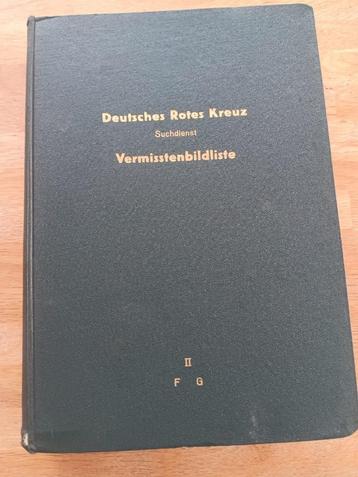 Deutsches Rotes Kreuz
Suchdienst
Vermisstenbildliste
II
F G